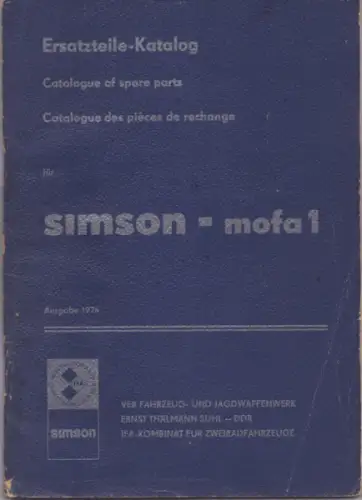 Ersatzteile-Katalog
Catalogue of spare parts
Catalogue des pièces de rechange
für
simson - mofa 1
Ausgabe 1976
simson
VEB FAHRZEUG- UND JAGDWAFFENWERK
ERNST THÄLMANN SUHL – DDR
IFA-KOMBINAT FÜR ZWEIRADFAHRZEUGE